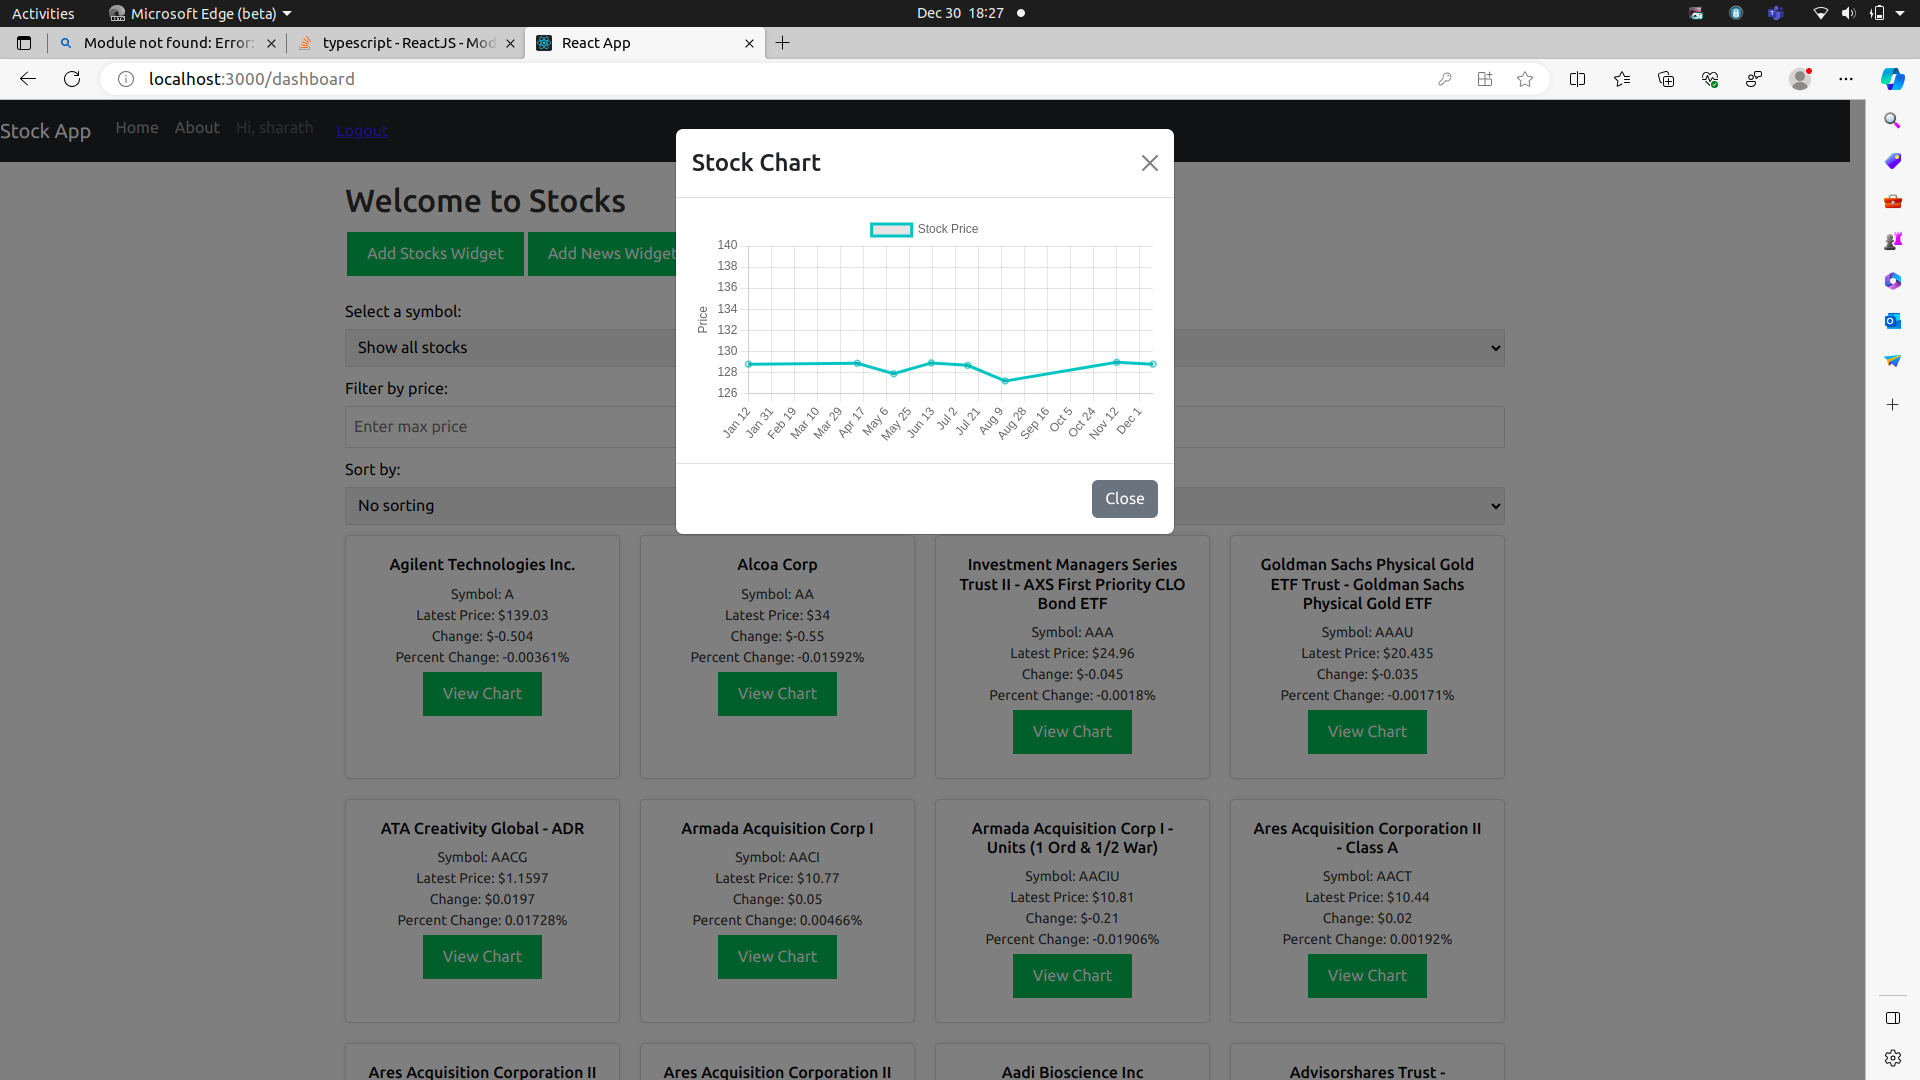 Activities
Microsoft Edge (beta)
Dec 30 18:27
Module not found: Error:
typescript - ReactJS - Mod
React App
localhost:3000/dashboard
Stock App
Home
About
Hi, sharath
Logout
Stock Chart
Welcome to Stocks
Add Stocks Widget
Add News Widget
Stock Price
140
138
136
134
132
130
128
126
Price
Jan 12
Jan 31
Feb 19
Mar 10
Mar 29
Apr 17
May 6
May 25
Jun 13
Jul 2
Jul 21
Aug 9
Aug 28
Sep 16
Oct 5
Oct 24
Nov 12
Dec 1
Close
Select a symbol:
Show all stocks
Filter by price:
Enter max price
Sort by:
No sorting
Agilent Technologies Inc.
Symbol: A
Latest Price: $139.03
Change: $-0.504
Percent Change: -0.00361%
View Chart
Alcoa Corp
Symbol: AA
Latest Price: $34
Change: $-0.55
Percent Change: -0.01592%
View Chart
Investment Managers Series
Trust II - AXS First Priority CLO
Bond ETF
Symbol: AAA
Latest Price: $24.96
Change: $-0.045
Percent Change: -0.0018%
View Chart
Goldman Sachs Physical Gold
ETF Trust - Goldman Sachs
Physical Gold ETF
Symbol: AAAU
Latest Price: $20.435
Change: $-0.035
Percent Change: -0.00171%
View Chart
ATA Creativity Global - ADR
Symbol: AACG
Latest Price: $1.1597
Change: $0.0197
Percent Change: 0.01728%
View Chart
Armada Acquisition Corp I
Symbol: AACI
Latest Price: $10.77
Change: $0.05
Percent Change: 0.00466%
View Chart
Armada Acquisition Corp I -
Units (1 Ord & 1/2 War)
Symbol: AACIU
Latest Price: $10.81
Change: $-0.21
Percent Change: -0.01906%
View Chart
Ares Acquisition Corporation II
- Class A
Symbol: AACT
Latest Price: $10.44
Change: $0.02
Percent Change: 0.00192%
View Chart
Ares Acquisition Corporation II
Ares Acquisition Corporation II
Aadi Bioscience Inc
Advisorshares Trust -